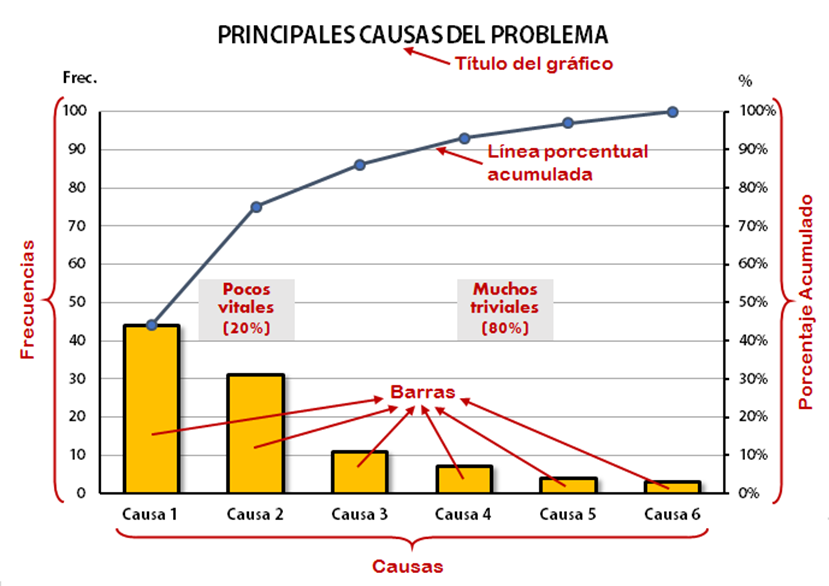 PRINCIPALES CAUSAS DEL PROBLEMA
Título del gráfico
Frec.
%
100
90
80
70
60
50
40
30
20
10
0
100%
90%
80%
70%
60%
50%
40%
30%
20%
10%
0%
Frecuencias
Porcentaje Acumulado
Línea porcentual
acumulada
Pocos
vitales
(20%)
Muchos
triviales
(80%)
Barras
Causa 1
Causa 2
Causa 3
Causa 4
Causa 5
Causa 6
Causas